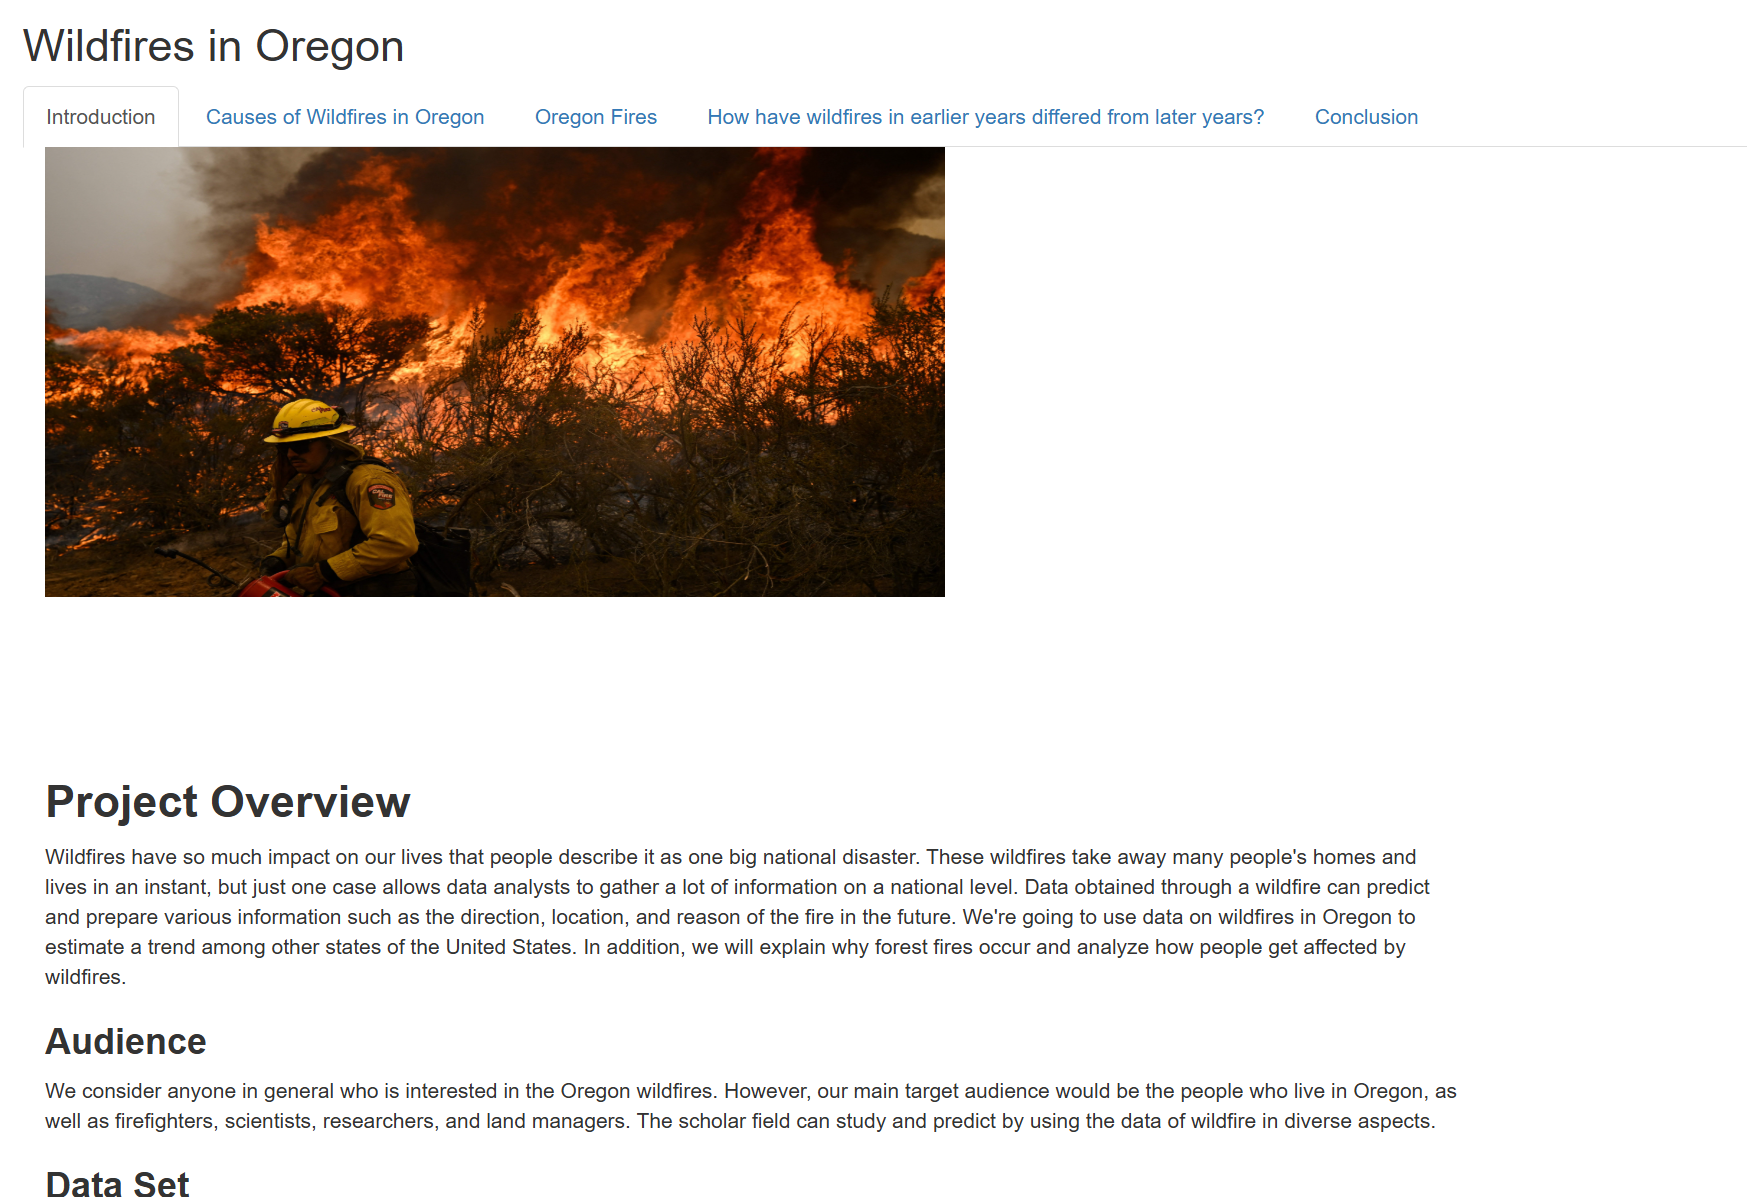 Wildfires in Oregon
Introduction
Causes of Wildfires in Oregon
Oregon Fires
How have wildfires in earlier years differed from later years?
Conclusion
CAL FIRE
Project Overview
Wildfires have so much impact on our lives that people describe it as one big national disaster. These wildfires take away many people's homes and
lives in an instant, but just one case allows data analysts to gather a lot of information on a national level. Data obtained through a wildfire can predict
and prepare various information such as the direction, location, and reason of the fire in the future. We're going to use data on wildfires in Oregon to
estimate a trend among other states of the United States. In addition, we will explain why forest fires occur and analyze how people get affected by
wildfires.
Audience
We consider anyone in general who is interested in the Oregon wildfires. However, our main target audience would be the people who live in Oregon, as
well as firefighters, scientists, researchers, and land managers. The scholar field can study and predict by using the data of wildfire in diverse aspects.
Data Set